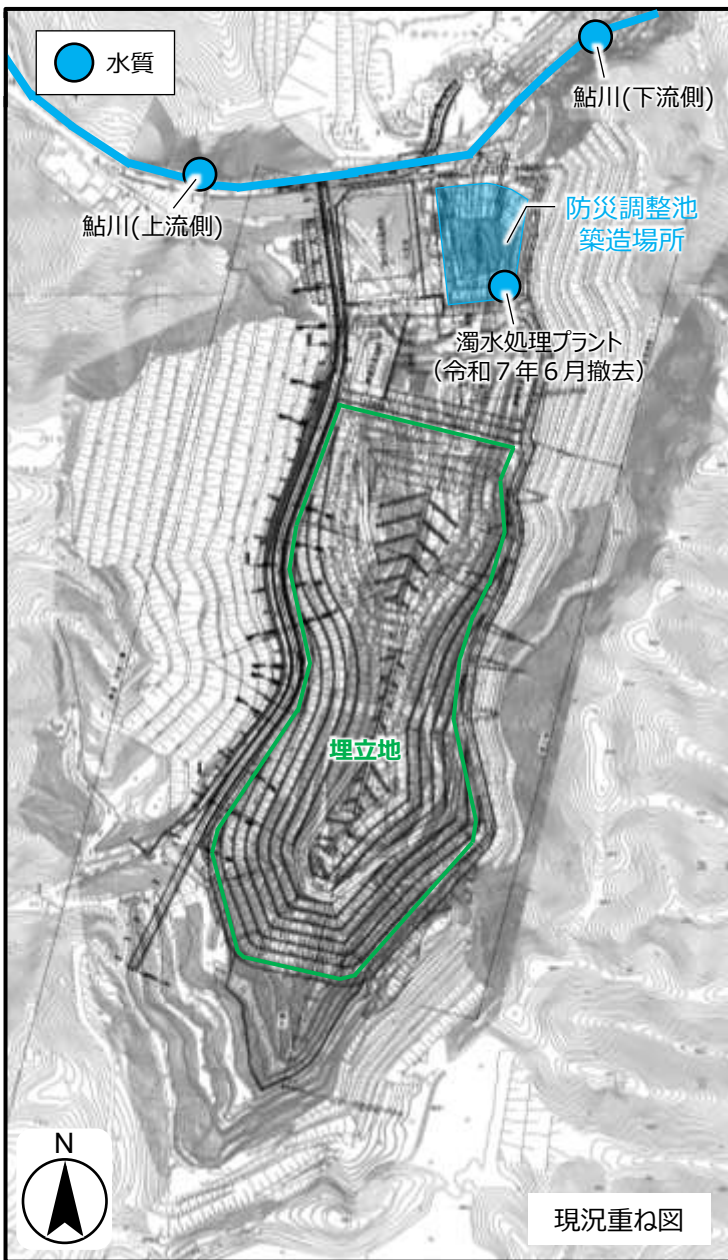 水質
鮎川(下流側)
鮎川(上流側)
防災調整池
築造場所
濁水処理プラント
(令和7年6月撤去)
埋立地
N
現況重ね図